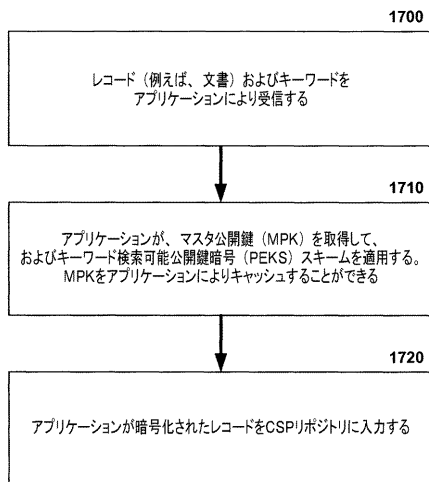 1700
レコード（例えば、文書）およびキーワードを
アプリケーションにより受信する
1710
アプリケーションが、マスタ公開鍵（MPK）を取得して、
およびキーワード検索可能公開鍵暗号（PEKS）スキームを適用する。
MPKをアプリケーションによりキャッシュすることができる
1720
アプリケーションが暗号化されたレコードをCSPリポジトリに入力する